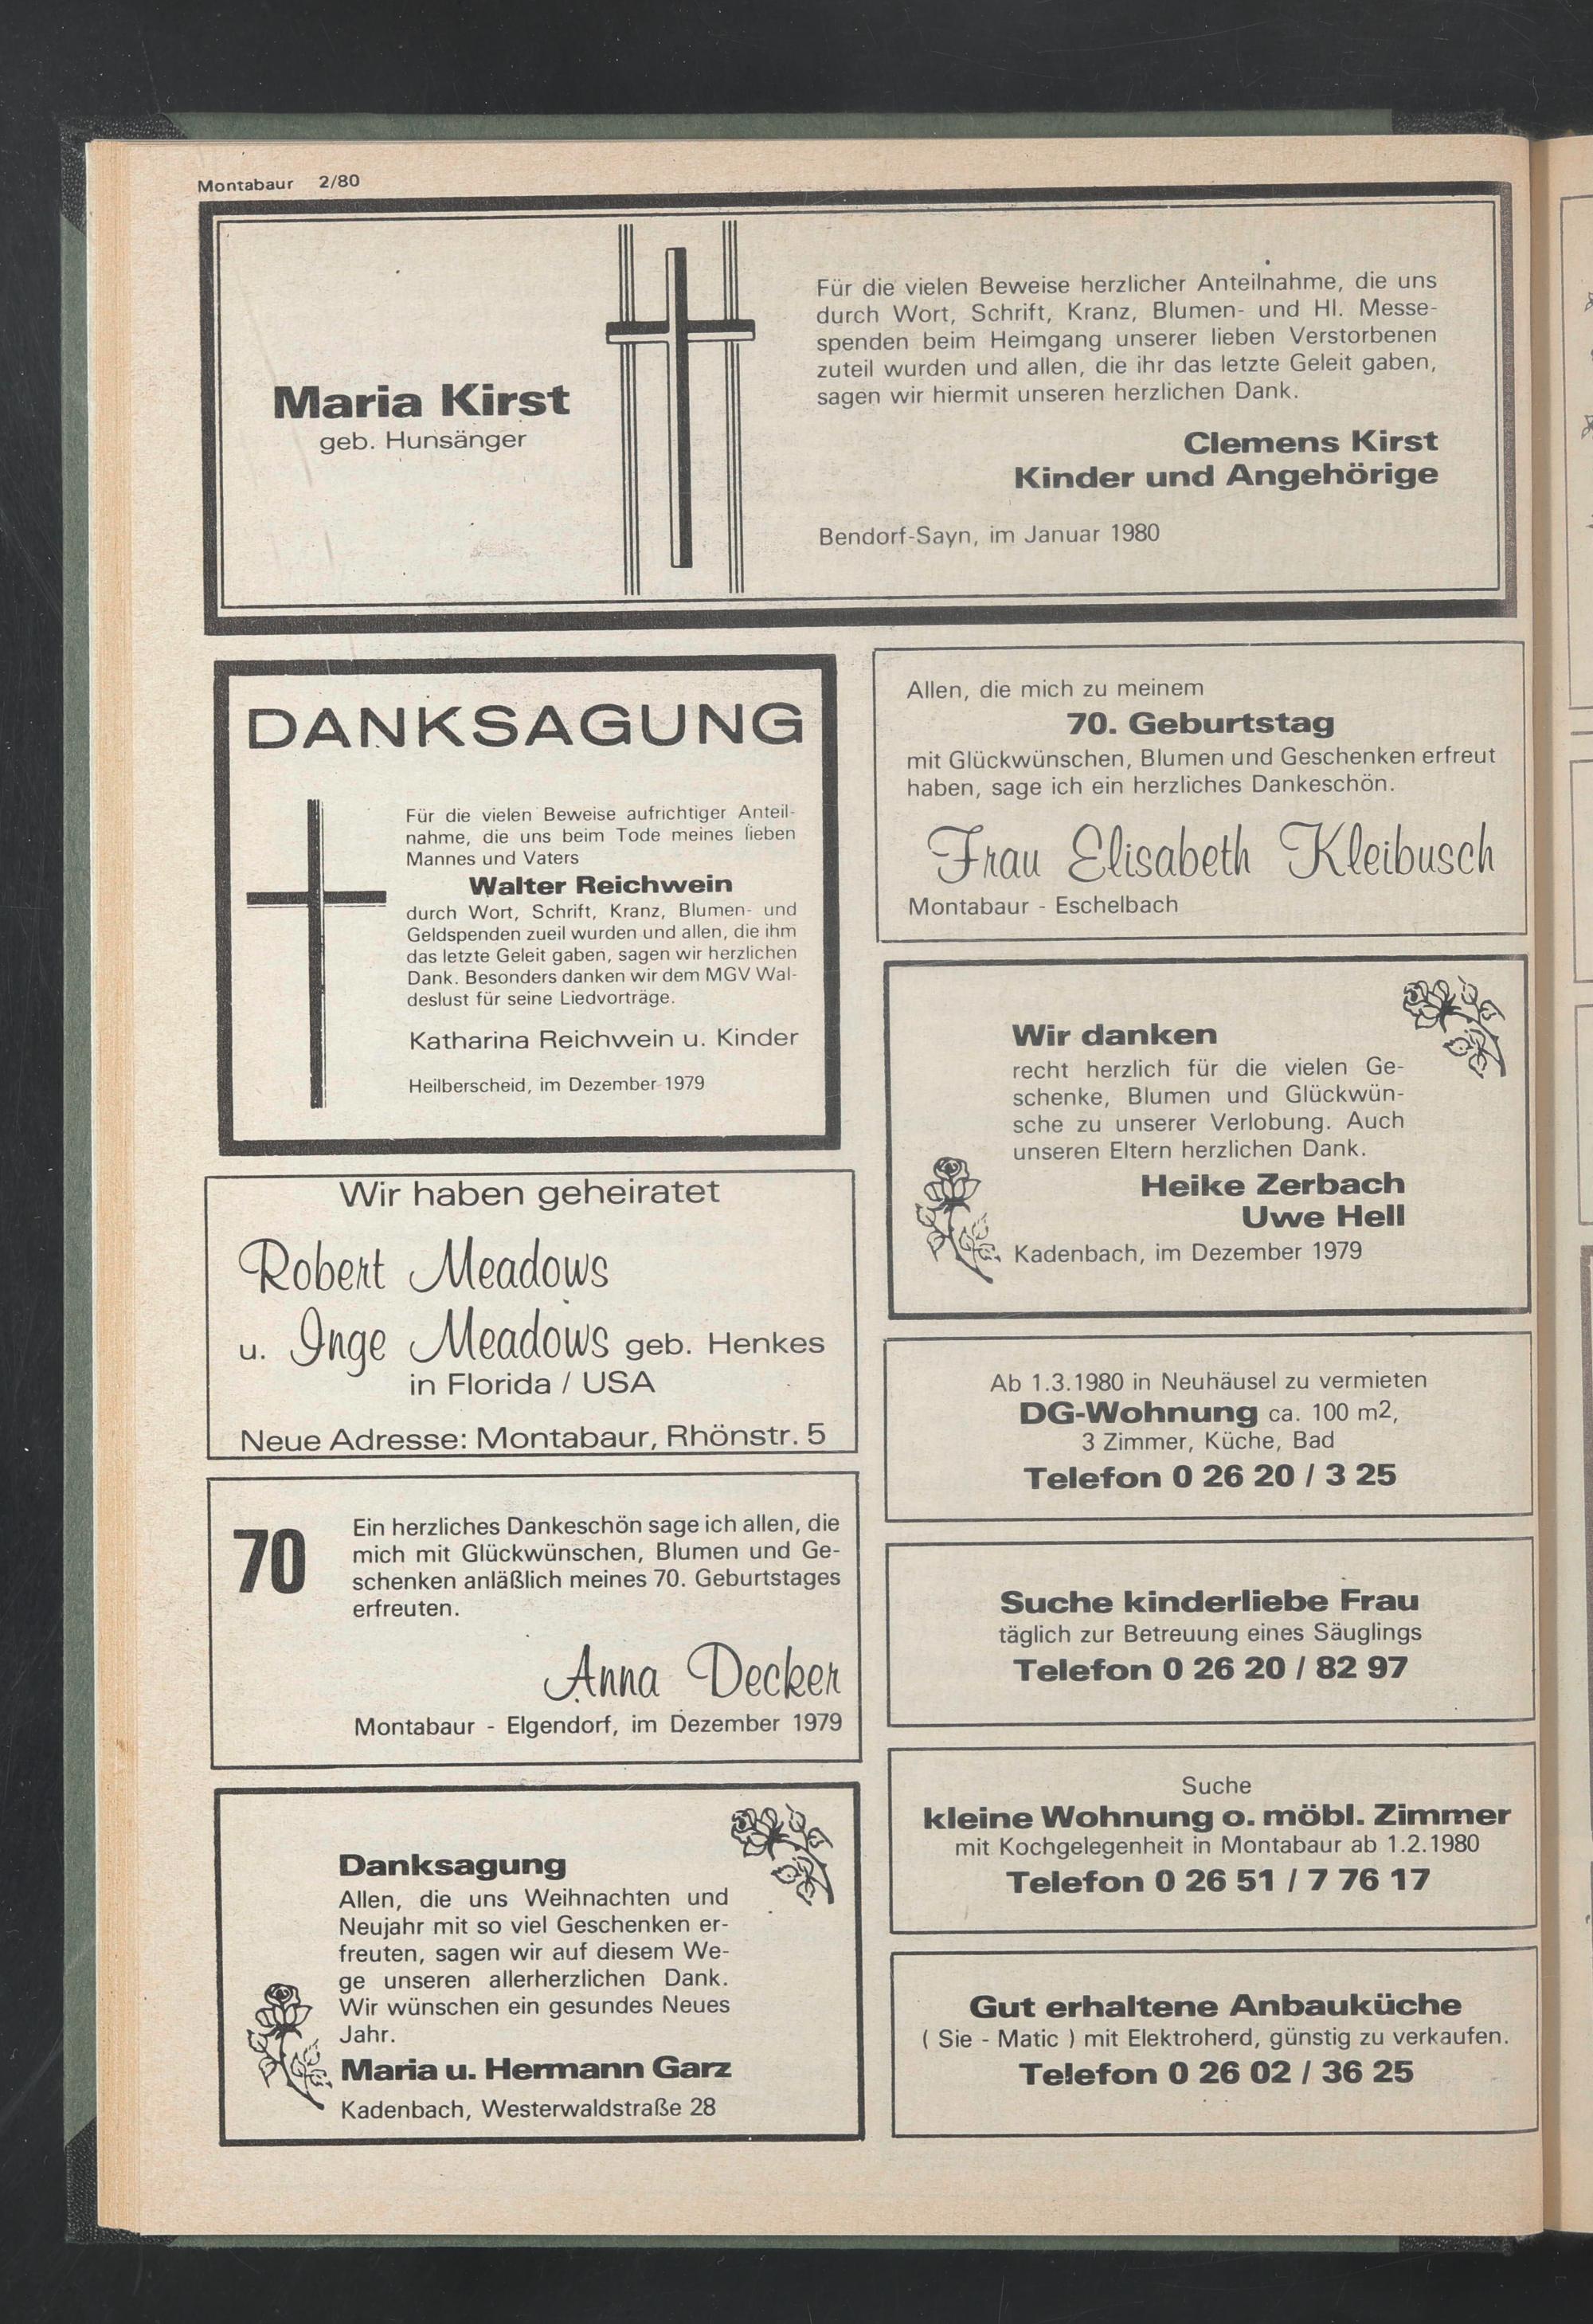 Montabaur 2/80
Maria Kirst
geb. Hunsänger
Für die vielen Beweise herzlicher Anteilnahme, die uns
durch Wort, Schrift, Kranz, Blumen- und Hl. Messe-
spenden beim Heimgang unserer lieben Verstorbenen
zuteil wurden und allen, die ihr das letzte Geleit gaben,
sagen wir hiermit unseren herzlichen Dank.
Clemens Kirst
Kinder und Angehörige
Bendorf-Sayn, im Januar 1980
DANKSAGUNG
Für die vielen Beweise aufrichtiger Anteil-
nahme, die uns beim Tode meines lieben
Mannes und Vaters
Walter Reichwein
durch Wort, Schrift, Kranz, Blumen- und
Geldspenden zueil wurden und allen, die ihm
das letzte Geleit gaben, sagen wir herzlichen
Dank. Besonders danken wir dem MGV Wal-
deslust für seine Liedvorträge.
Katharina Reichwein u. Kinder
Heilberscheid, im Dezember 1979
Wir haben geheiratet
Robert Meadows
u. Inge Meadows geb. Henkes
in Florida / USA
Neue Adresse: Montabaur, Rhönstr. 5
70
Ein herzliches Dankeschön sage ich allen, die
mich mit Glückwünschen, Blumen und Ge-
schenken anläßlich meines 70. Geburtstages
erfreuten.
Anna Decker
Montabaur - Elgendorf, im Dezember 1979
Danksagung
Allen, die uns Weihnachten und
Neujahr mit so viel Geschenken er-
freuten, sagen wir auf diesem We-
ge unseren allerherzlichen Dank.
Wir wünschen ein gesundes Neues
Jahr.
Maria u. Hermann Garz
Kadenbach, Westerwaldstraße 28
Allen, die mich zu meinem
70. Geburtstag
mit Glückwünschen, Blumen und Geschenken erfreut
haben, sage ich ein herzliches Dankeschön.
Frau Elisabeth Kleibusch
Montabaur - Eschelbach
Wir danken
recht herzlich für die vielen Ge-
schenke, Blumen und Glückwün-
sche zu unserer Verlobung. Auch
unseren Eltern herzlichen Dank.
Heike Zerbach
Uwe Hell
Kadenbach, im Dezember 1979
Ab 1.3.1980 in Neuhäusel zu vermieten
DG-Wohnung ca. 100 m2,
3 Zimmer, Küche, Bad
Telefon 0 26 20 / 3 25
Suche kinderliebe Frau
täglich zur Betreuung eines Säuglings
Telefon 0 26 20 / 82 97
Suche
kleine Wohnung o. möbl. Zimmer
mit Kochgelegenheit in Montabaur ab 1.2.1980
Telefon 0 26 51 / 7 76 17
Gut erhaltene Anbauküche
( Sie - Matic ) mit Elektroherd, günstig zu verkaufen.
Telefon 0 26 02 / 36 25